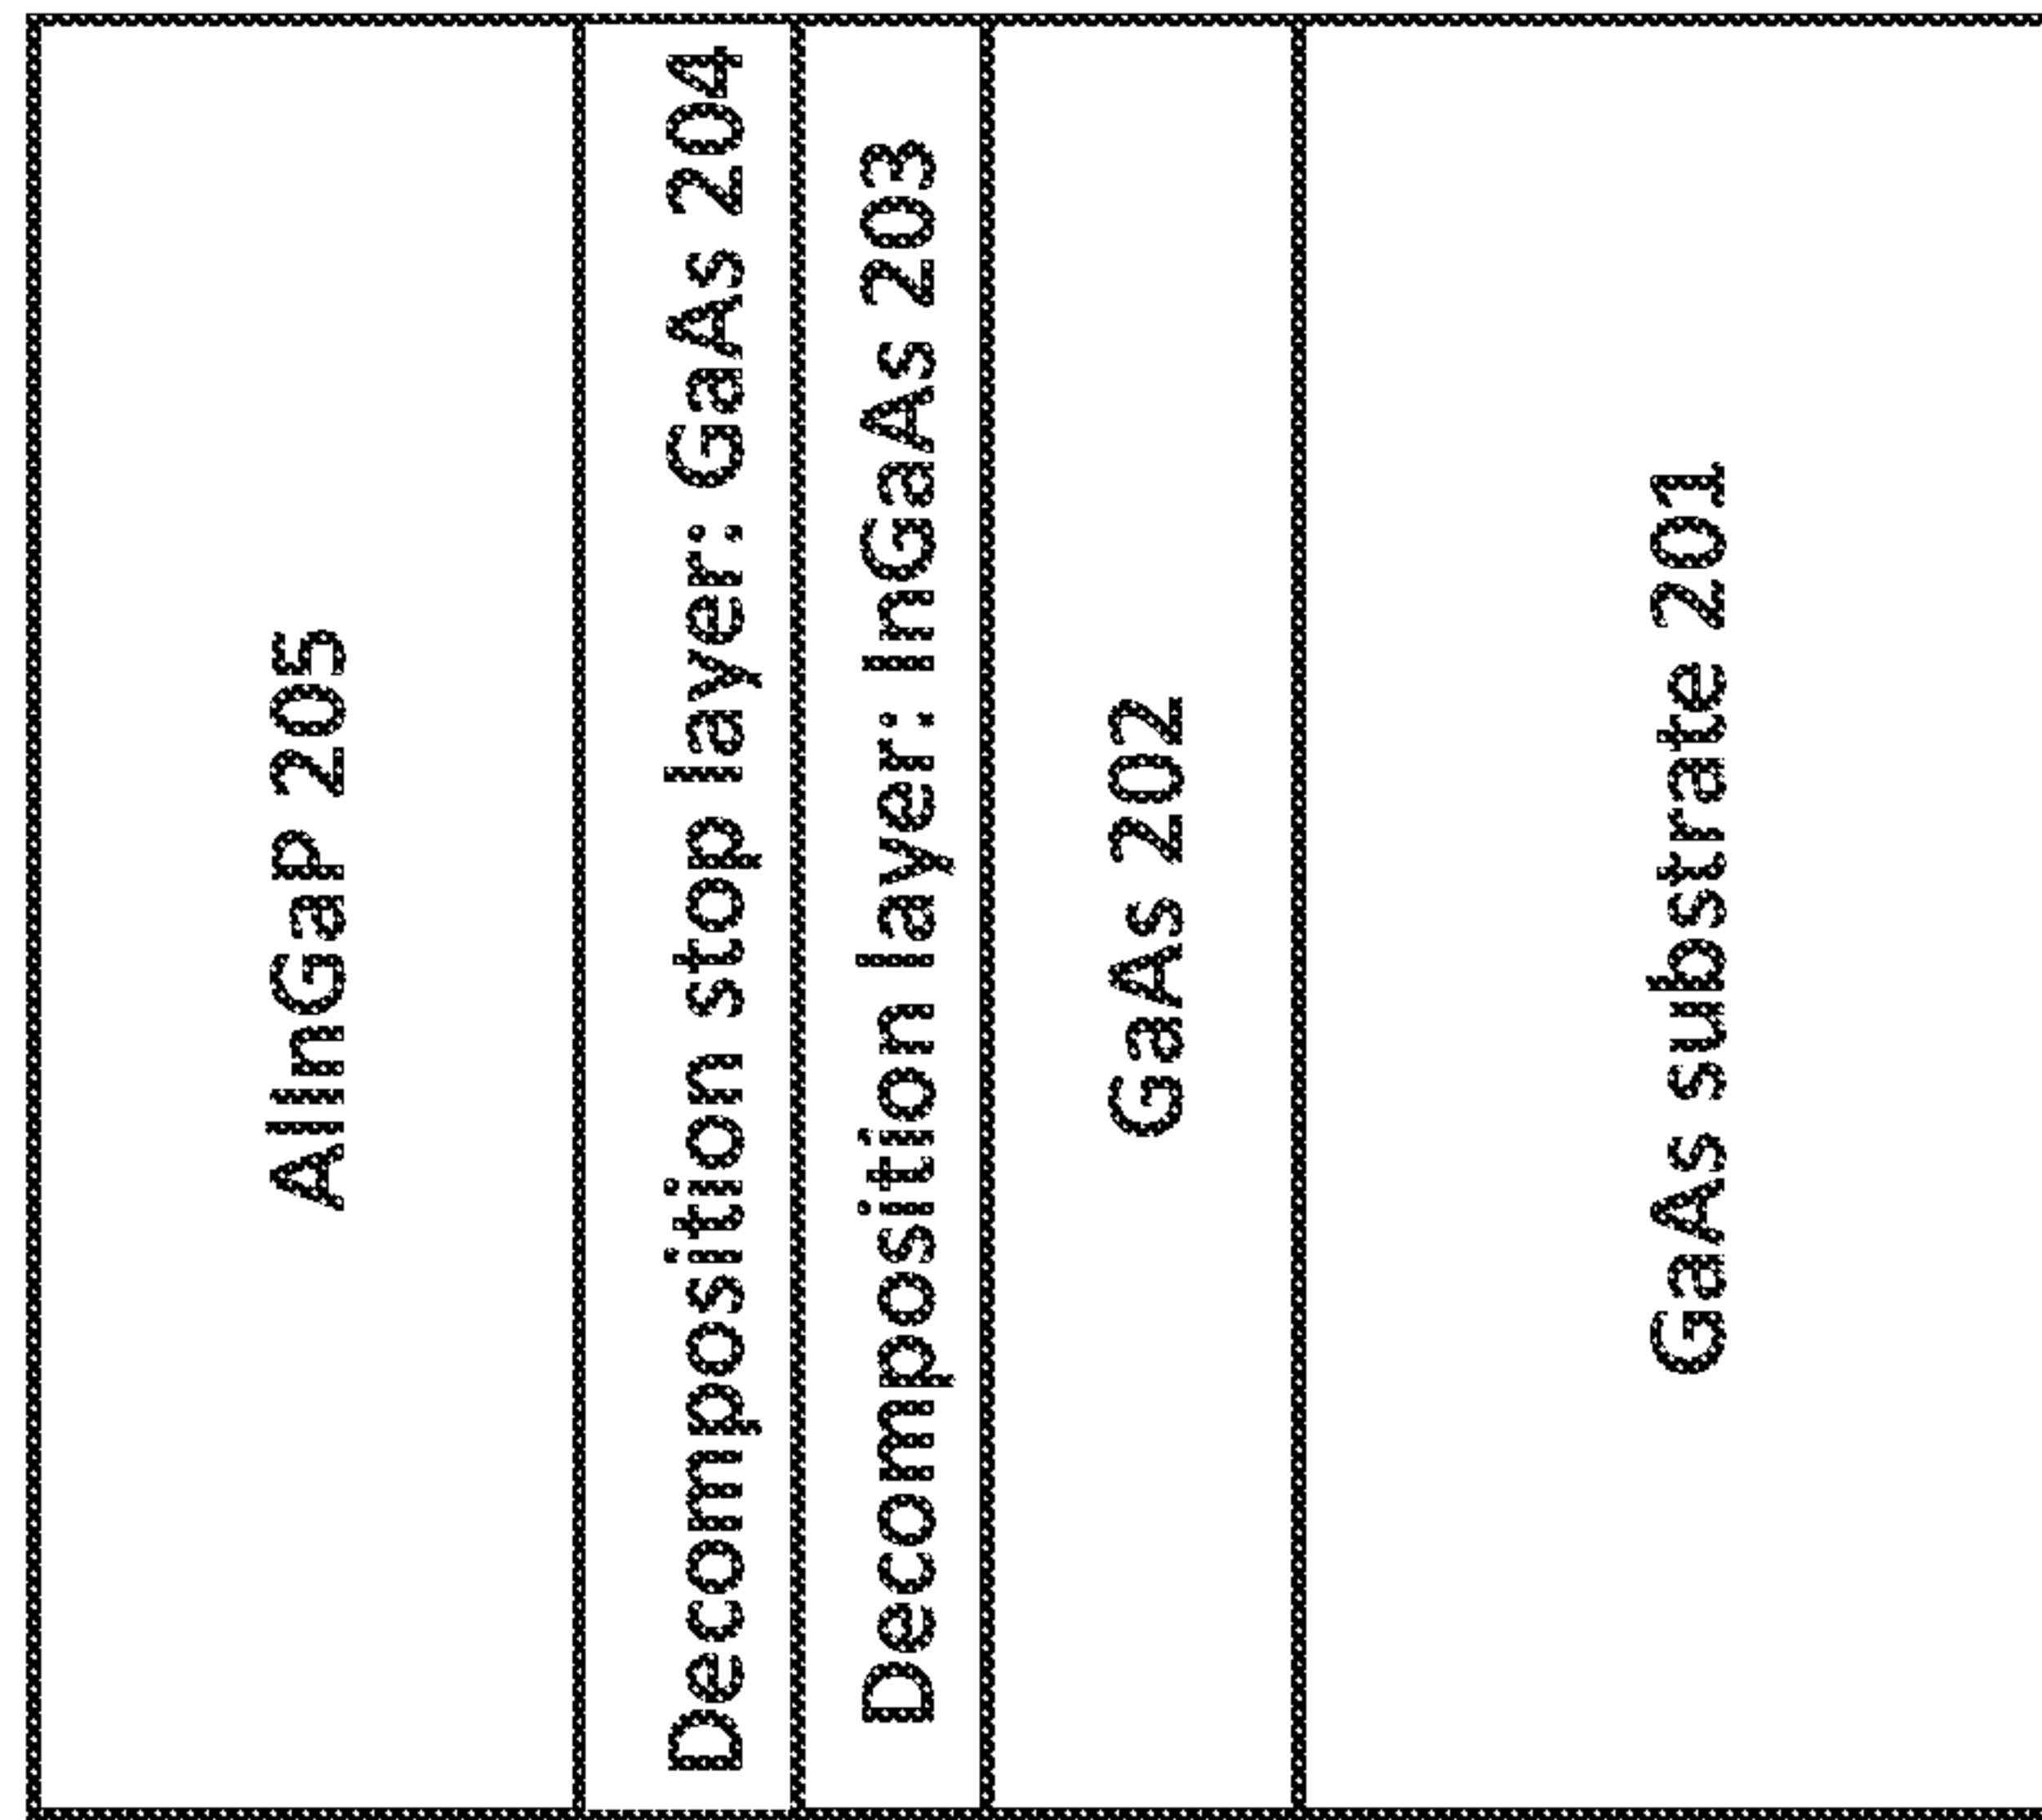 AlInGaP 205
Decomposition stop layer: GaAs 204
Decomposition layer: InGaAs 203
GaAs 202
GaAs substrate 201